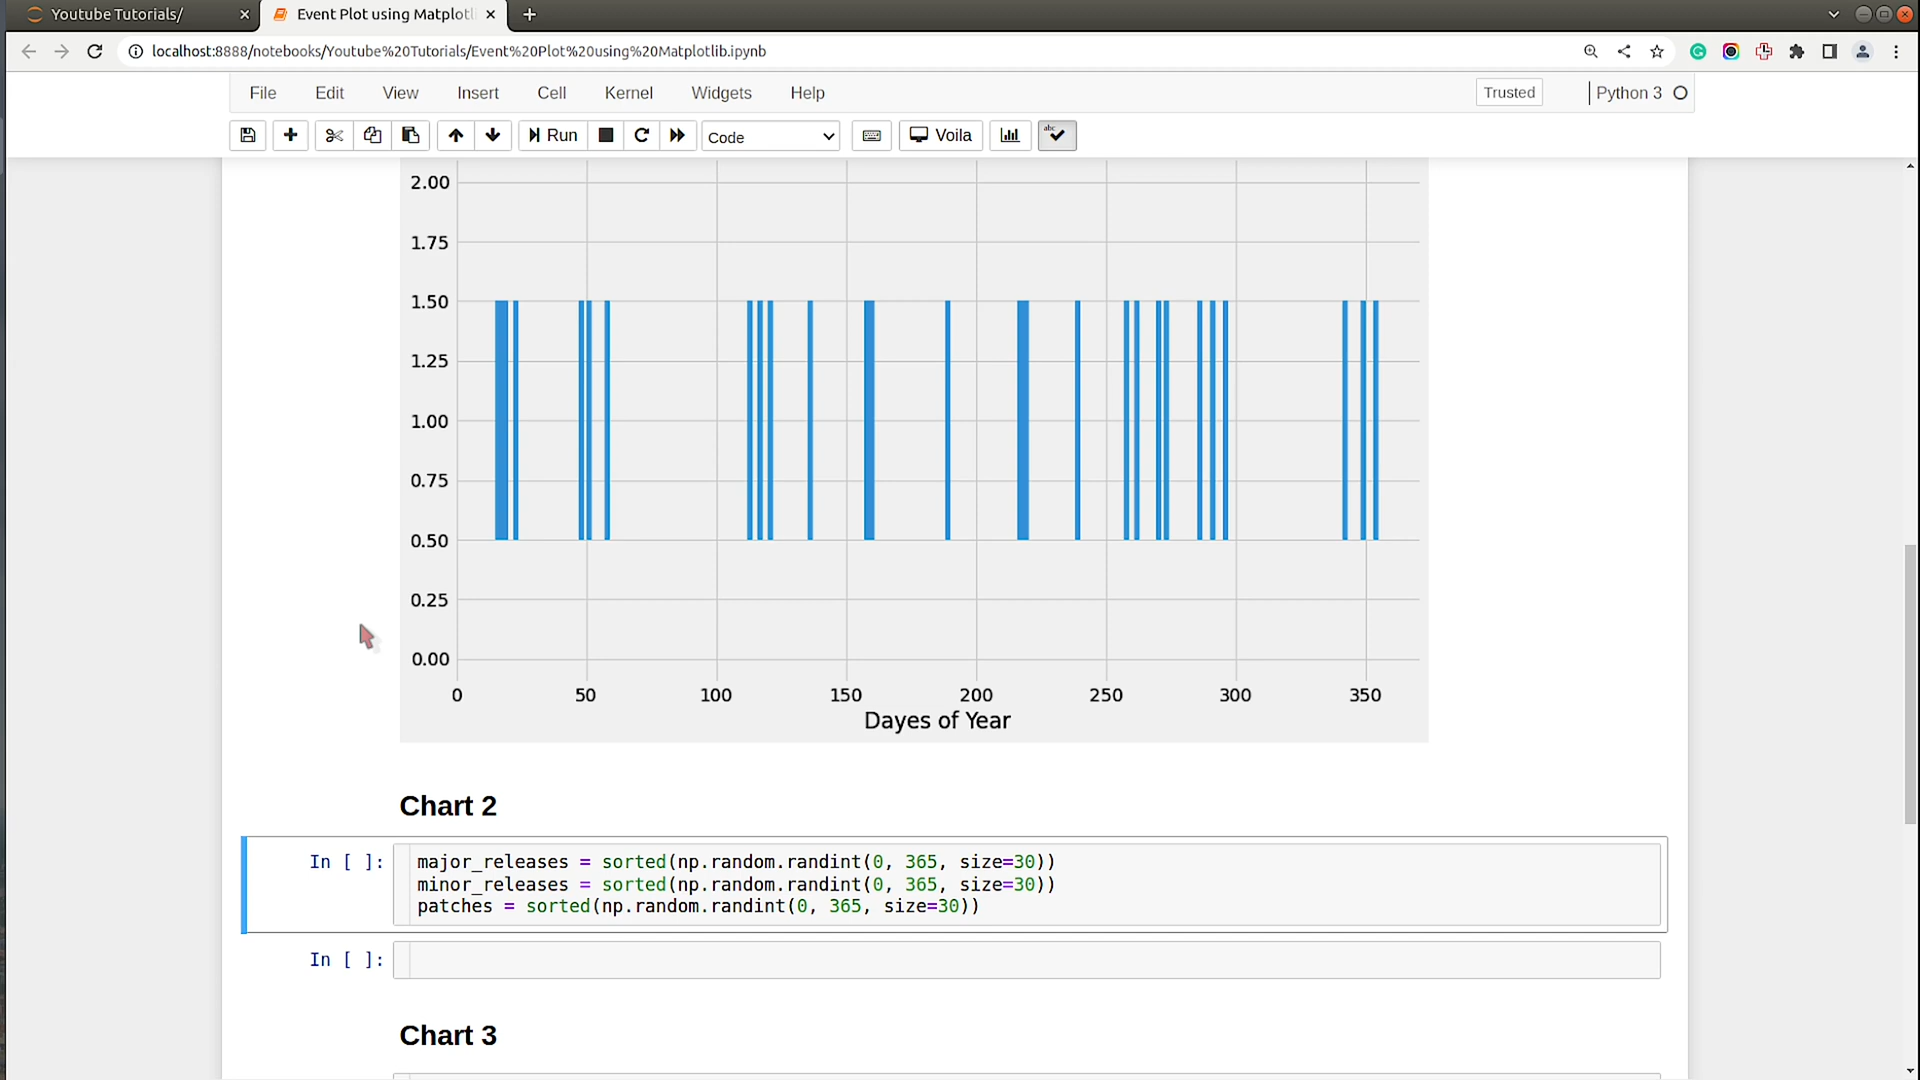 Youtube Tutorials/
Event Plot using Matplotl
localhost:8888/notebooks/Youtube%20Tutorials/Event%20Plot%20using%20Matplotlib.ipynb
File Edit View Insert Cell Kernel Widgets Help Trusted Python 3
Run Code Voila abc
2.00
1.75
1.50
1.25
1.00
0.75
0.50
0.25
0.00
0 50 100 150 200 250 300 350
Dayes of Year
Chart 2
In [ ]: major_releases = sorted(np.random.randint(0, 365, size=30))
minor_releases = sorted(np.random.randint(0, 365, size=30))
patches = sorted(np.random.randint(0, 365, size=30))
In [ ]:
Chart 3